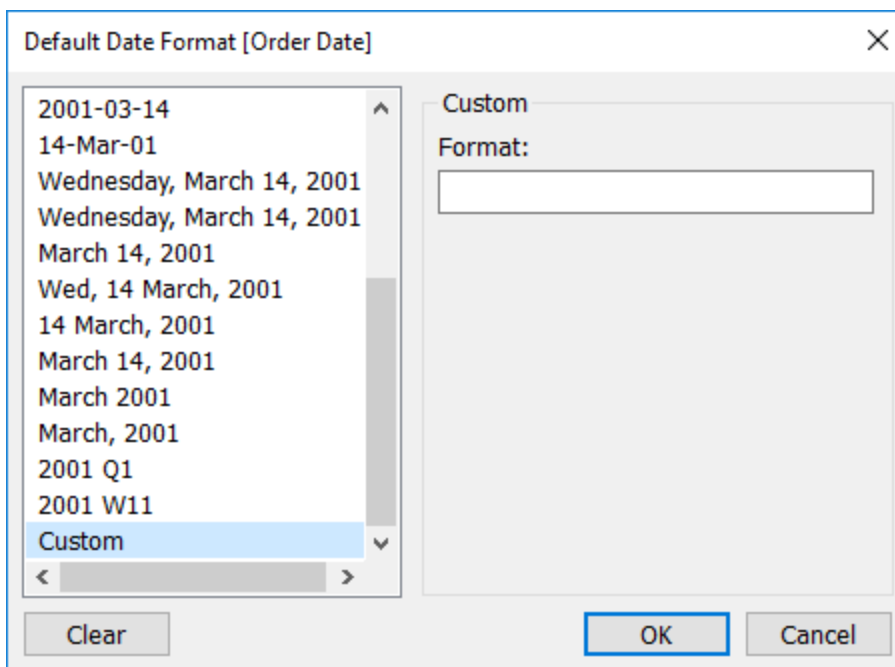 Default Date Format [Order Date]
2001-03-14
14-Mar-01
Wednesday, March 14, 2001
Wednesday, March 14, 2001
March 14, 2001
Wed, 14 March, 2001
14 March, 2001
March 14, 2001
March 2001
March, 2001
2001 Q1
2001 W11
Custom
Custom
Format:
Clear
OK
Cancel